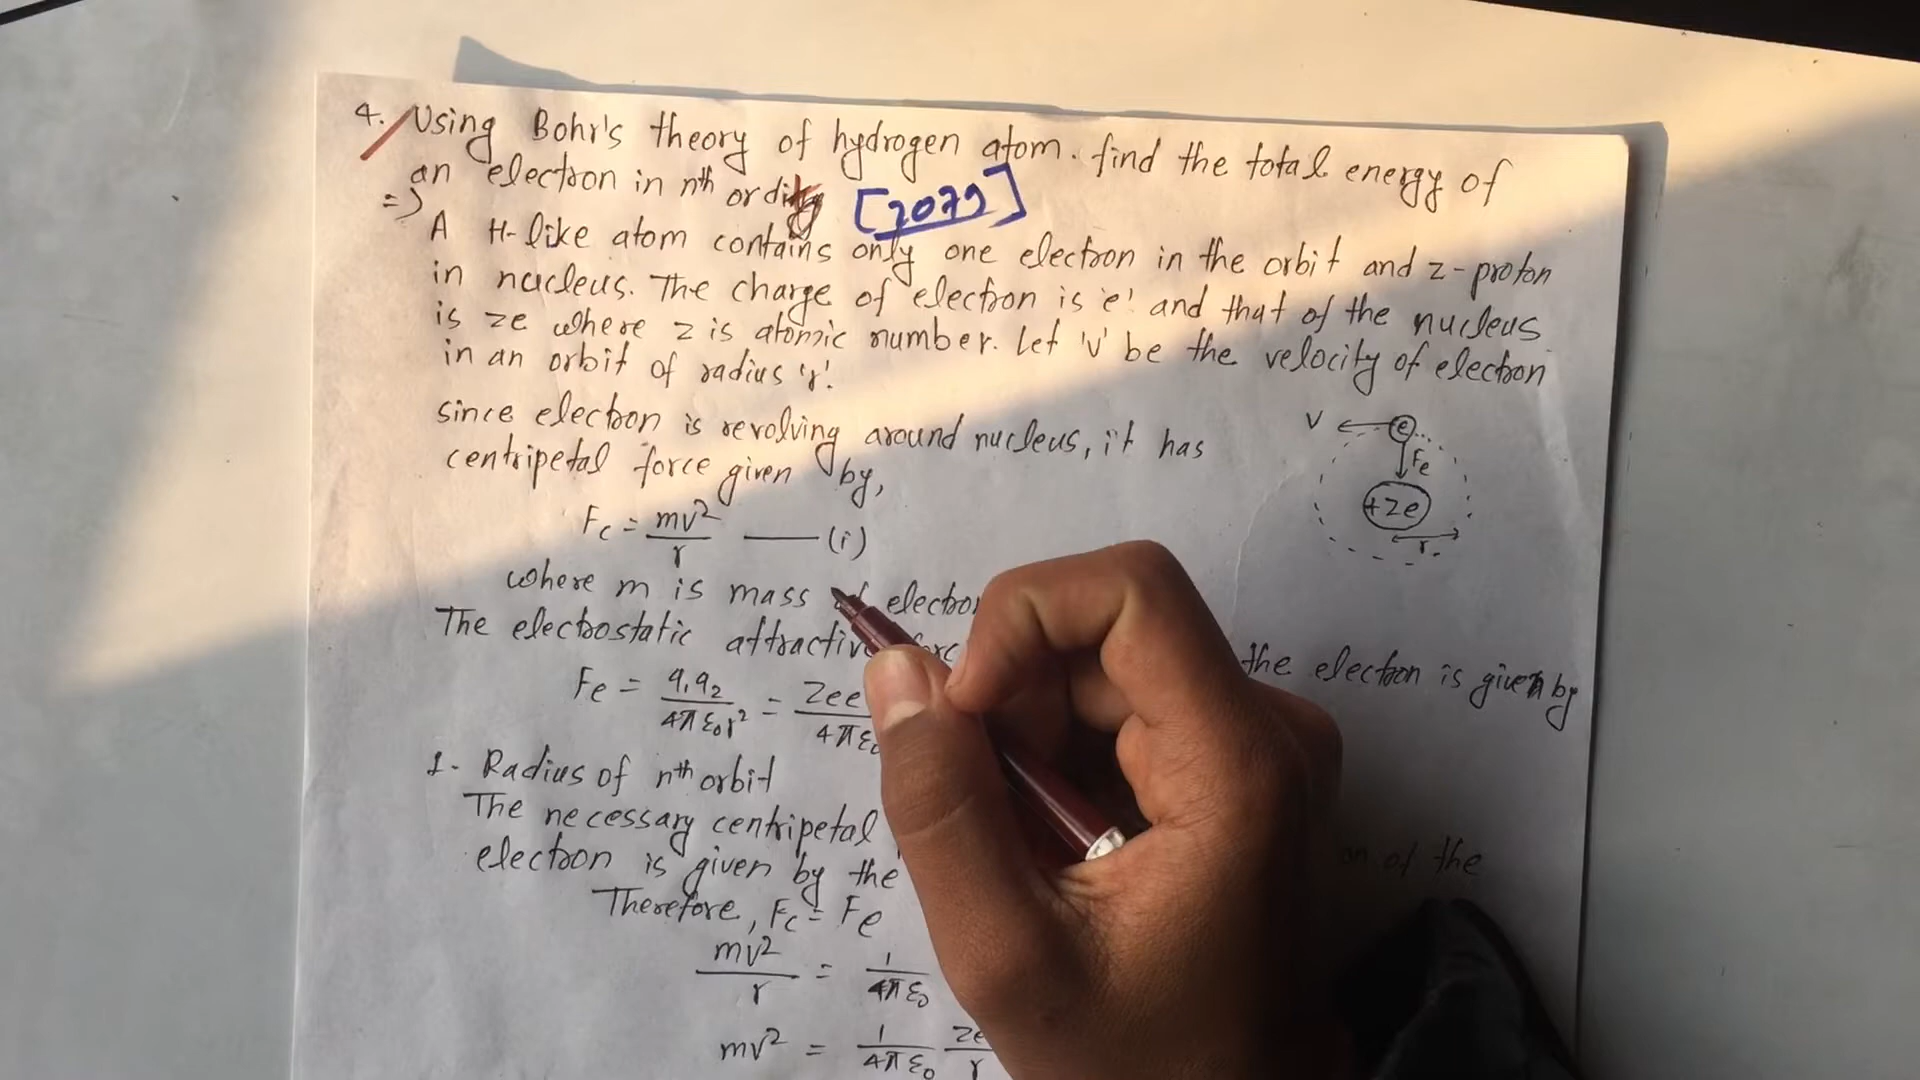 4. Using Bohr's theory of hydrogen atom. find the total energy of
an electron in nth [2079]
=)
A H-like atom contains only one electron in the orbit and z-proton
in nucleus. The charge of electron is 'e' and that of the nucleus
is ze where z is atomic number. Let 'v' be the velocity of electron
in an orbit of radius 'r'.
since electron is revolving around nucleus, it has
centripetal force given by,
Fc = mv²/r —— (i)
where m is mass of
The electrostatic attractive the electron is given by
Fe = q₁q₂/4πε₀r² = Zee/4πε₀
1. Radius of nth orbit
The necessary centripetal
electron is given by the of the
Therefore, Fc = Fe
mv²/r = 1/4πε₀
mv² = 1/4πε₀ Ze/r
V e
Fe
+Ze
r